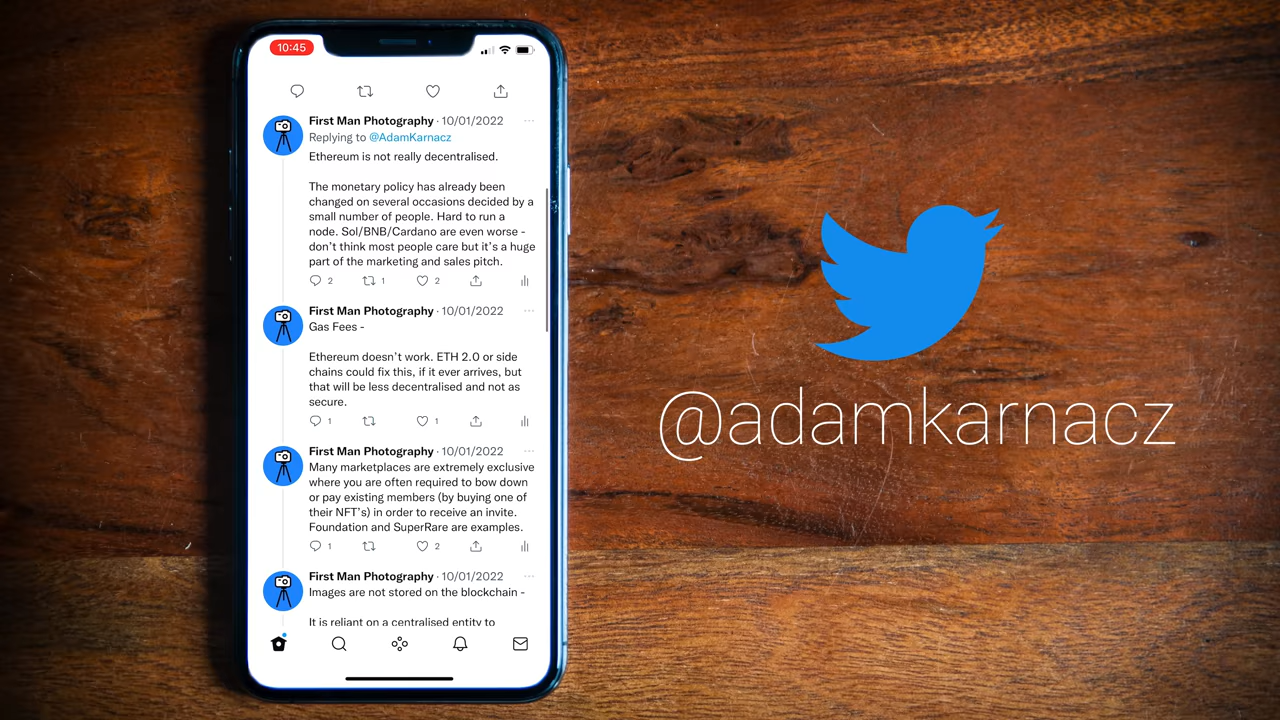 10:45
First Man Photography · 10/01/2022 ...
Replying to @AdamKarnacz
Ethereum is not really decentralised.
The monetary policy has already been
changed on several occasions decided by a
small number of people. Hard to run a
node. Sol/BNB/Cardano are even worse -
don't think most people care but it's a huge
part of the marketing and sales pitch.
2 1 2
First Man Photography · 10/01/2022 ...
Gas Fees -
Ethereum doesn't work. ETH 2.0 or side
chains could fix this, if it ever arrives, but
that will be less decentralised and not as
secure.
1 1
First Man Photography · 10/01/2022 ...
Many marketplaces are extremely exclusive
where you are often required to bow down
or pay existing members (by buying one of
their NFT's) in order to receive an invite.
Foundation and SuperRare are examples.
1 2
First Man Photography · 10/01/2022 ...
Images are not stored on the blockchain -
It is reliant on a centralised entity to
@adamkarnacz